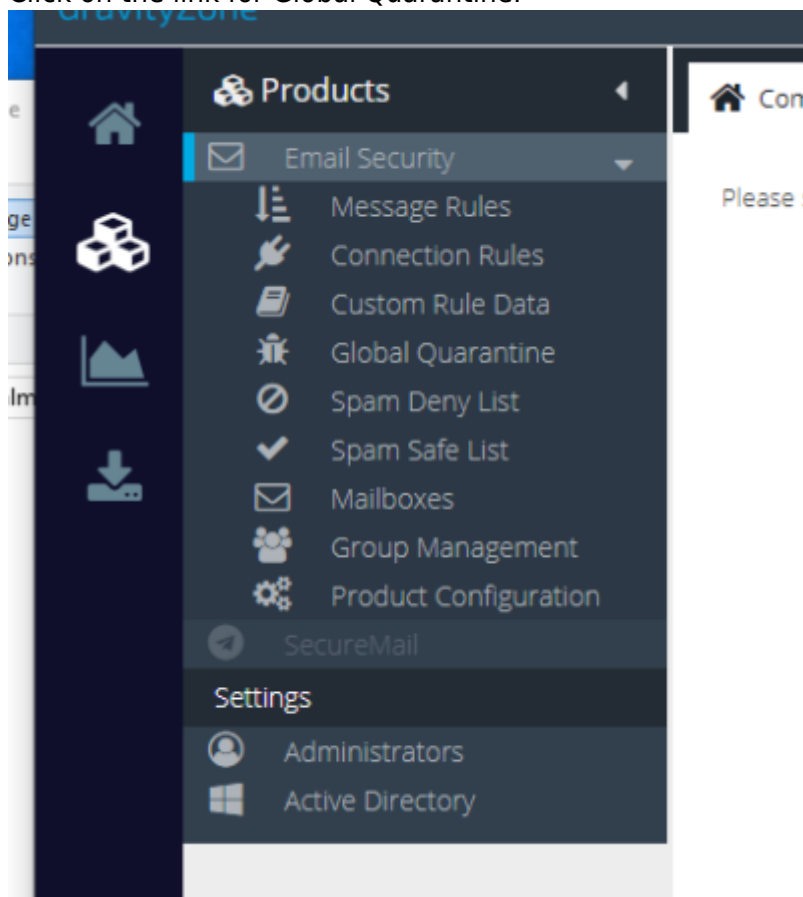 Click on the link for Global Quarantine.
GravityZone
Products
Com
Email Security
Please
Message Rules
Connection Rules
Custom Rule Data
Global Quarantine
Spam Deny List
Spam Safe List
Mailboxes
Group Management
Product Configuration
SecureMail
Settings
Administrators
Active Directory